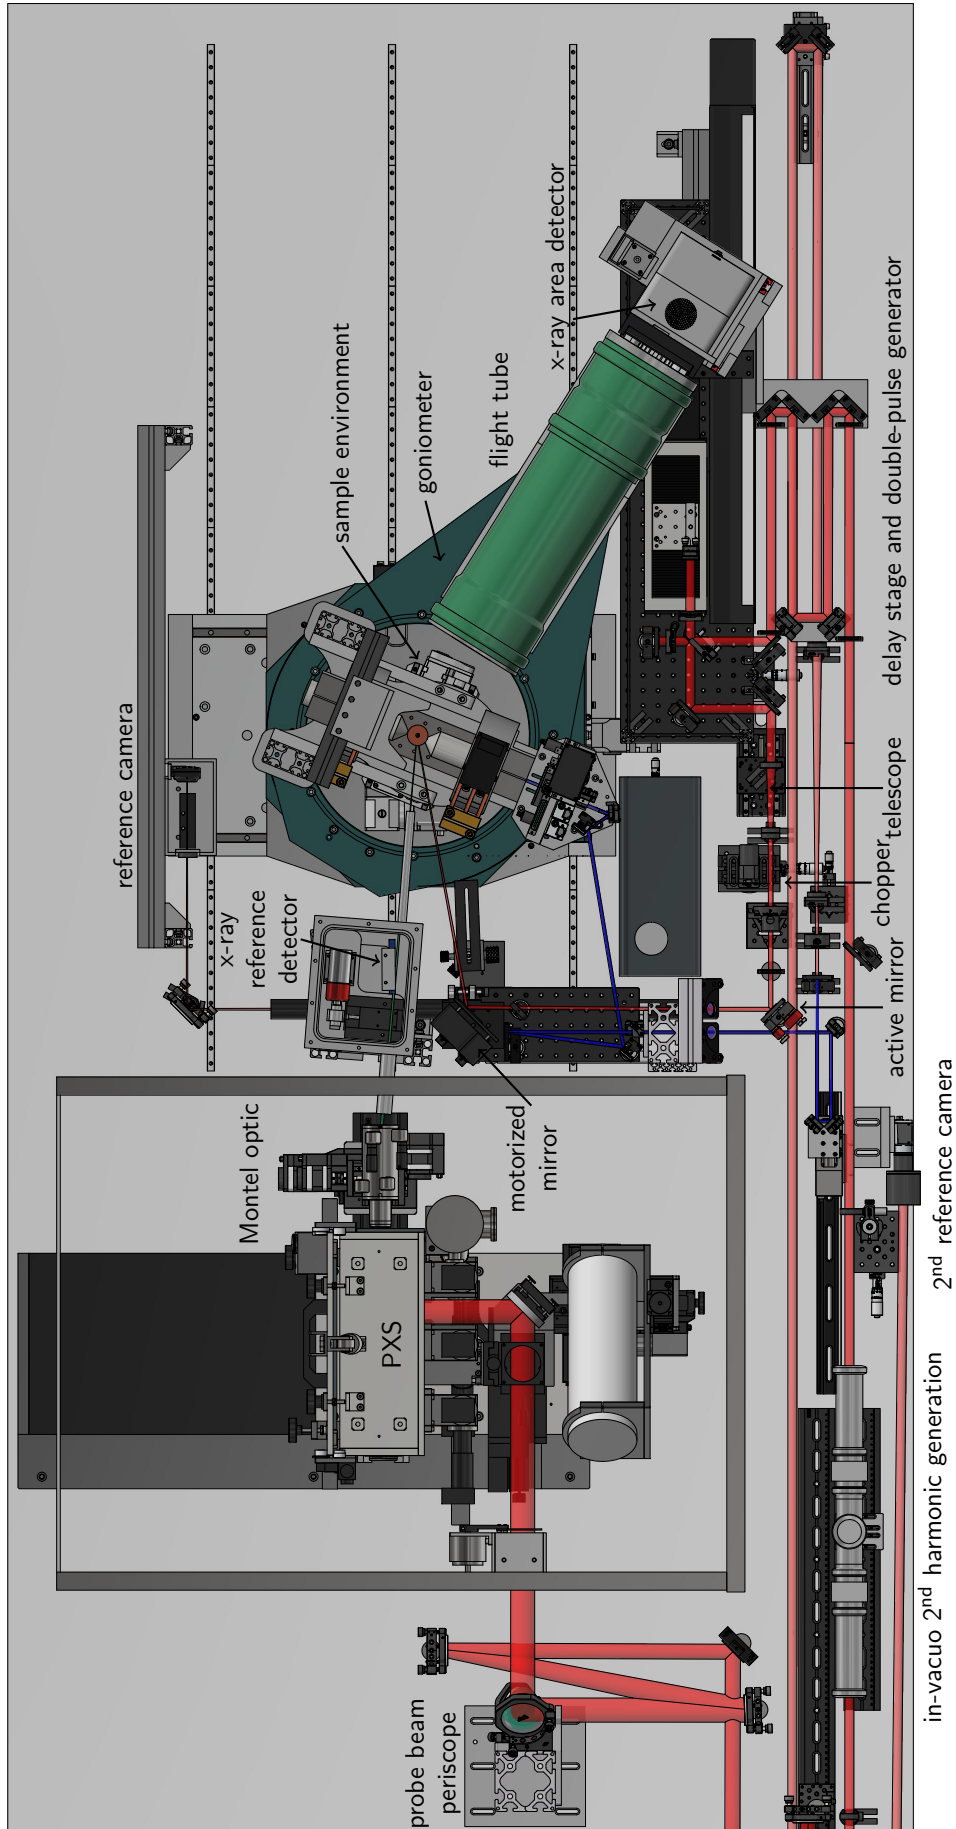 reference camera
x-ray
reference
detector
sample environment
goniometer
flight tube
x-ray area detector
delay stage and double-pulse generator
telescope
chopper
active mirror
motorized
mirror
Montel optic
PXS
probe beam
periscope
2nd reference camera
in-vacuo 2nd harmonic generation